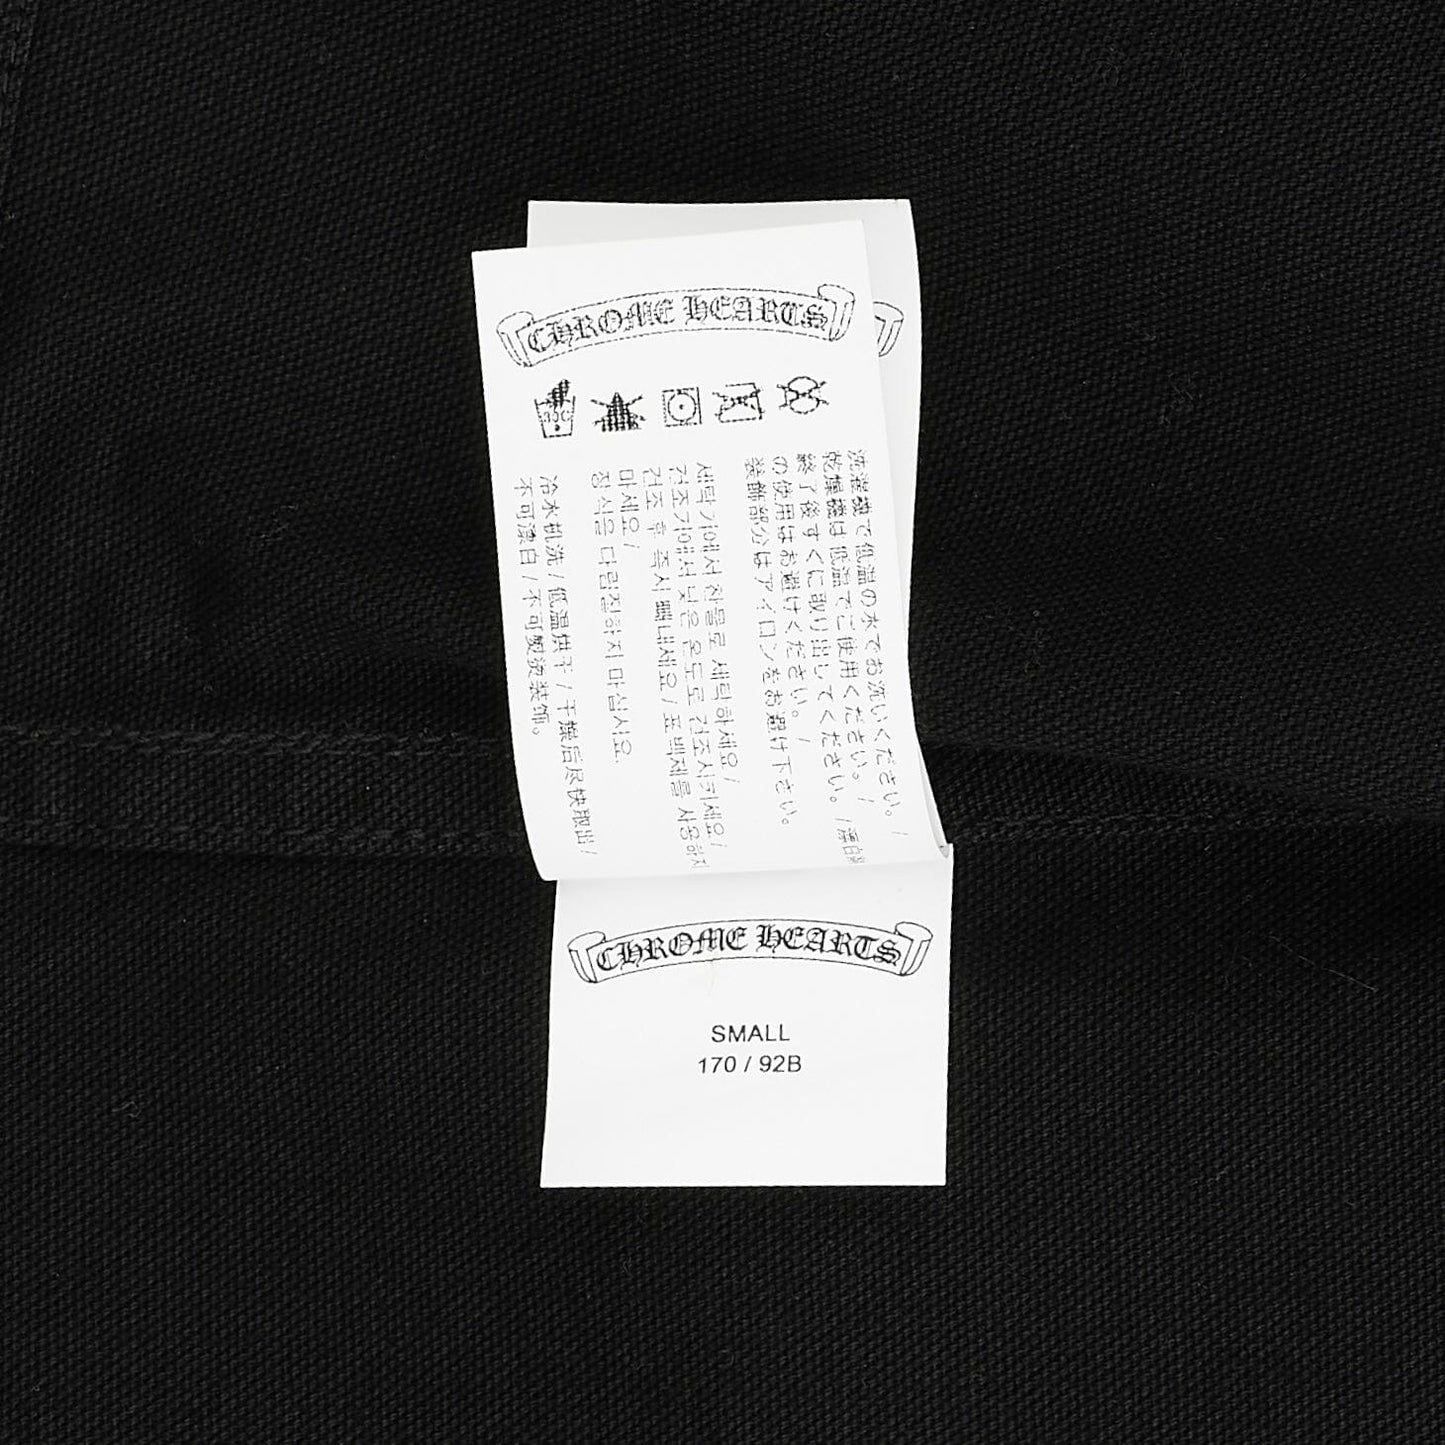 CHROME HEARTS
30C
洗濯機で低温の水でお洗いください。/
乾燥機は低温でご使用ください。/
終了後すぐに取り出してください。/漂白剤
の使用はお避けください。/
装飾部分はアイロンをお避け下さい。
세탁기에서 찬물로 세탁하세요/
건조기에서 낮은 온도로 건조시키세요/
건조 후 즉시 빼내세요/표백제를 사용하지
마세요/
장식을 다림질하지 마십시요.
冷水机洗/低温烘干/干燥后尽快取出/
不可漂白/不可熨烫装饰。
CHROME HEARTS
SMALL
170 / 92B